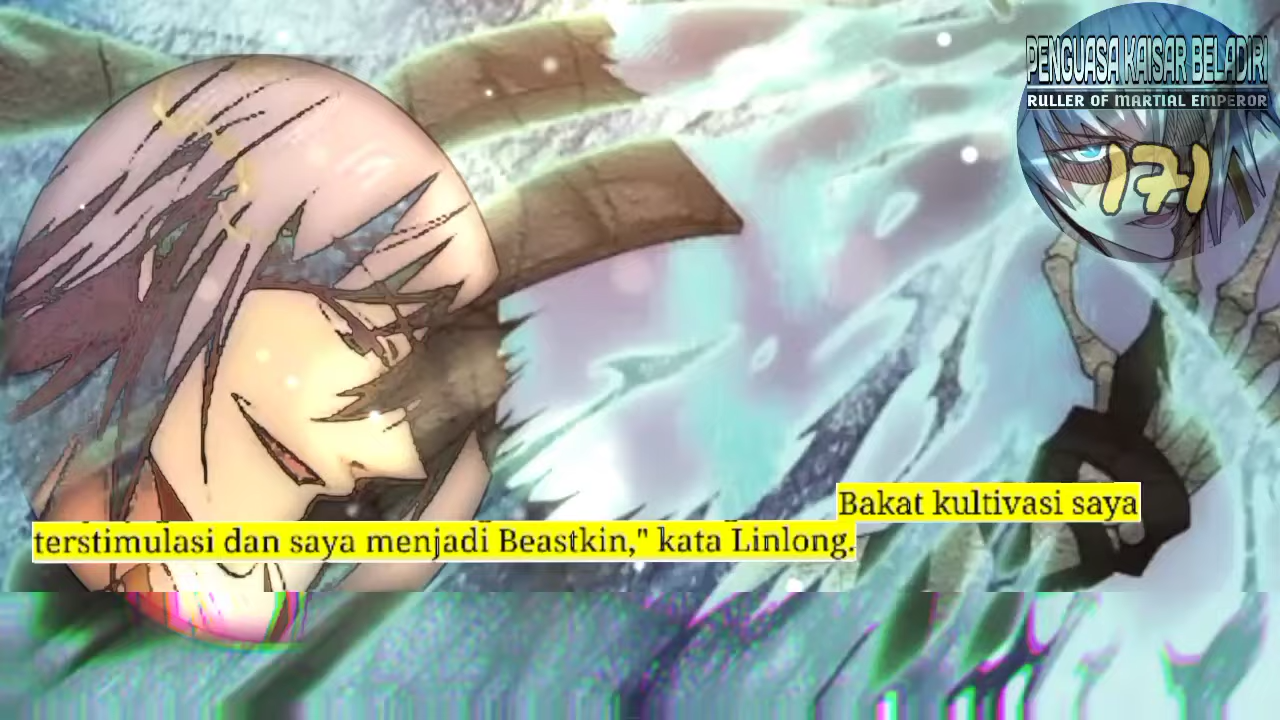 PENGUASA KAISAR BELADIRI
RULLER OF MARTIAL EMPEROR
171
Bakat kultivasi saya
terstimulasi dan saya menjadi Beastkin," kata Linlong.